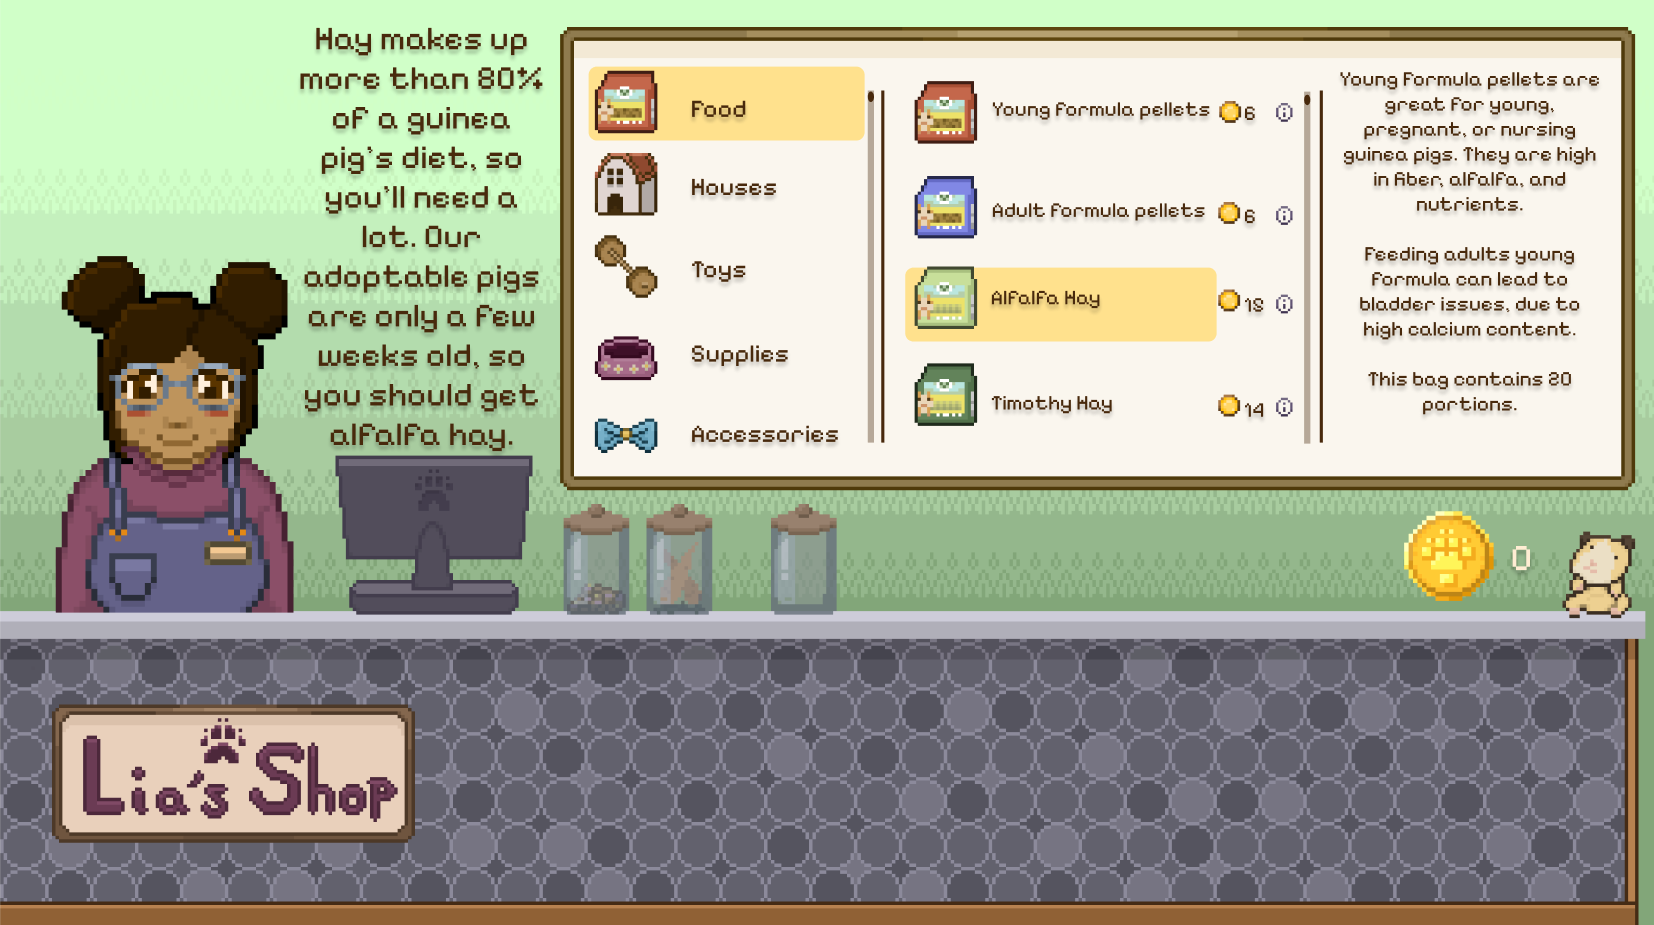 Hay makes up
more than 80%
of a guinea
pig's diet, so
you'll need a
lot. Our
adoptable pigs
are only a few
weeks old, so
you should get
alfalfa hay.
Food
Houses
Toys
Supplies
Accessories
Young Formula pellets 6
Adult Formula pellets 6
Alfalfa Hay 18
Timothy Hay 14
Young Formula pellets are
great for young,
pregnant, or nursing
guinea pigs. They are high
in fiber, alfalfa, and
nutrients.
Feeding adults young
formula can lead to
bladder issues, due to
high calcium content.
This bag contains 20
portions.
0
Lia's Shop